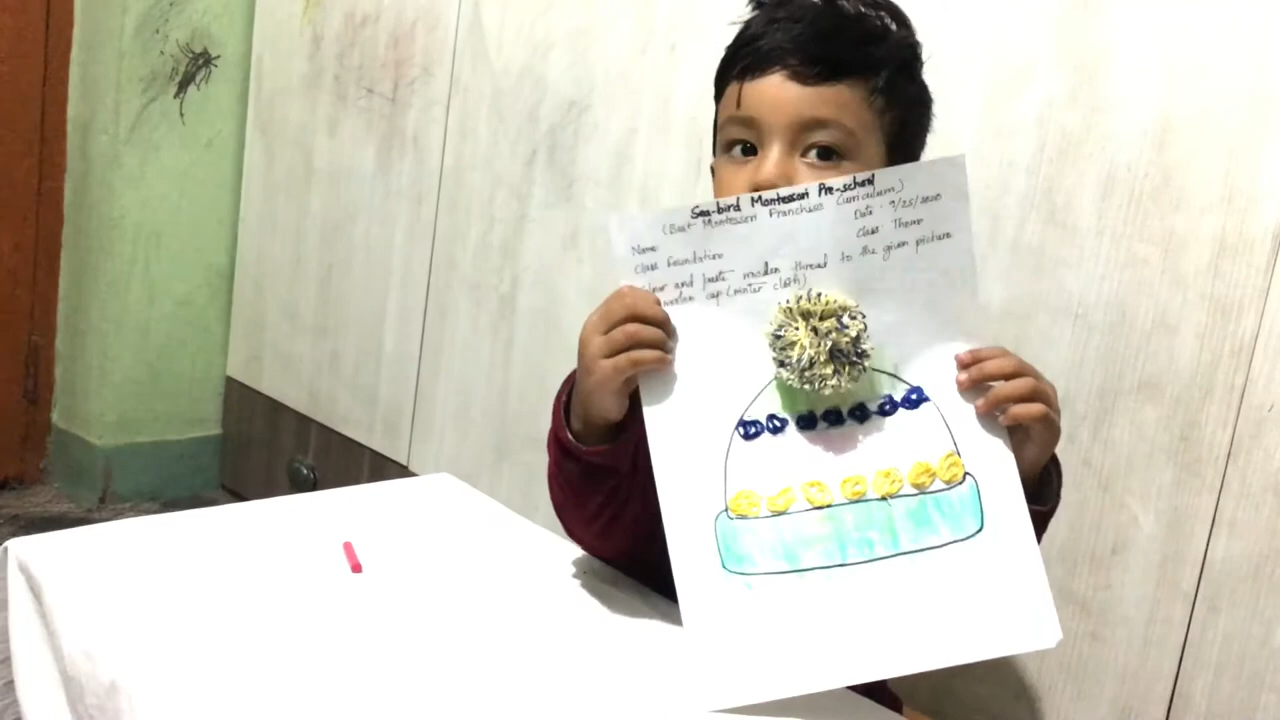 Sea-bird Montessori Pre-school
(Best Montessori Franchise Curriculum)
Name: Date: 9/25/2020
Class: Foundation Class: Theme
and paste woolen thread to the given picture
woolen cap (winter cloth)